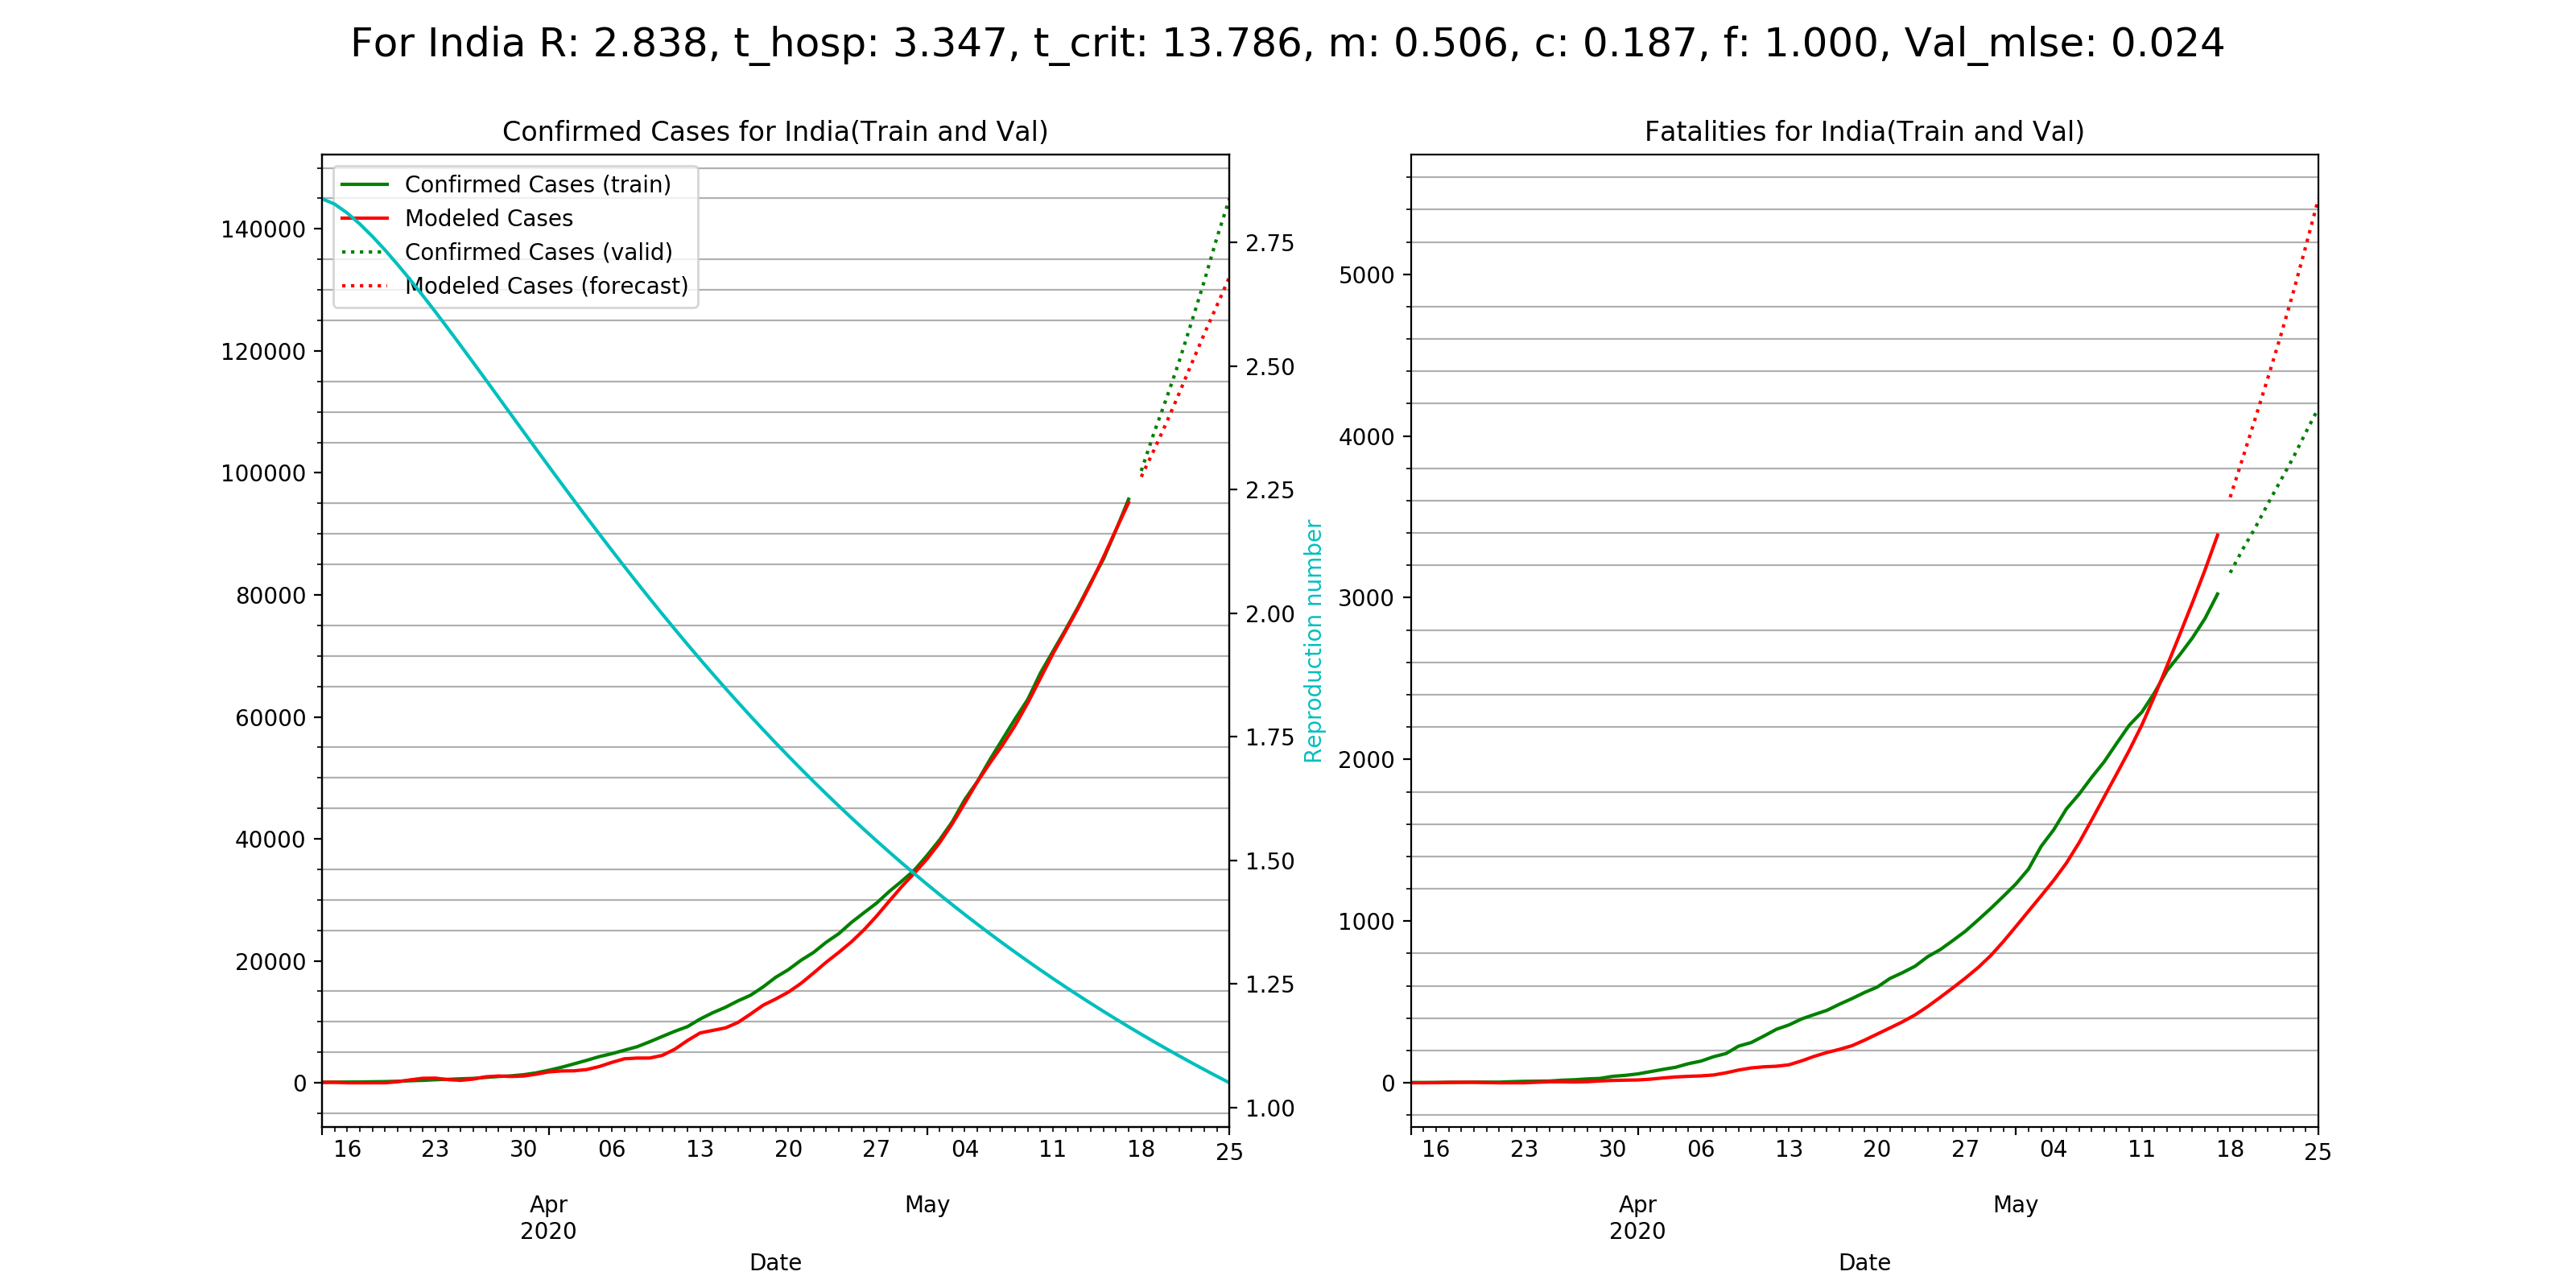 For India R: 2.838, t_hosp: 3.347, t_crit: 13.786, m: 0.506, c: 0.187, f: 1.000, Val_mlse: 0.024
Confirmed Cases for India(Train and Val)
Confirmed Cases (train)
Modeled Cases
Confirmed Cases (valid)
Modeled Cases (forecast)
140000
120000
100000
80000
60000
40000
20000
0
2.75
2.50
2.25
2.00
1.75
1.50
1.25
1.00
Reproduction number
16 23 30 06 13 20 27 04 11 18 25
Apr May
2020
Date
Fatalities for India(Train and Val)
5000
4000
3000
2000
1000
0
16 23 30 06 13 20 27 04 11 18 25
Apr May
2020
Date